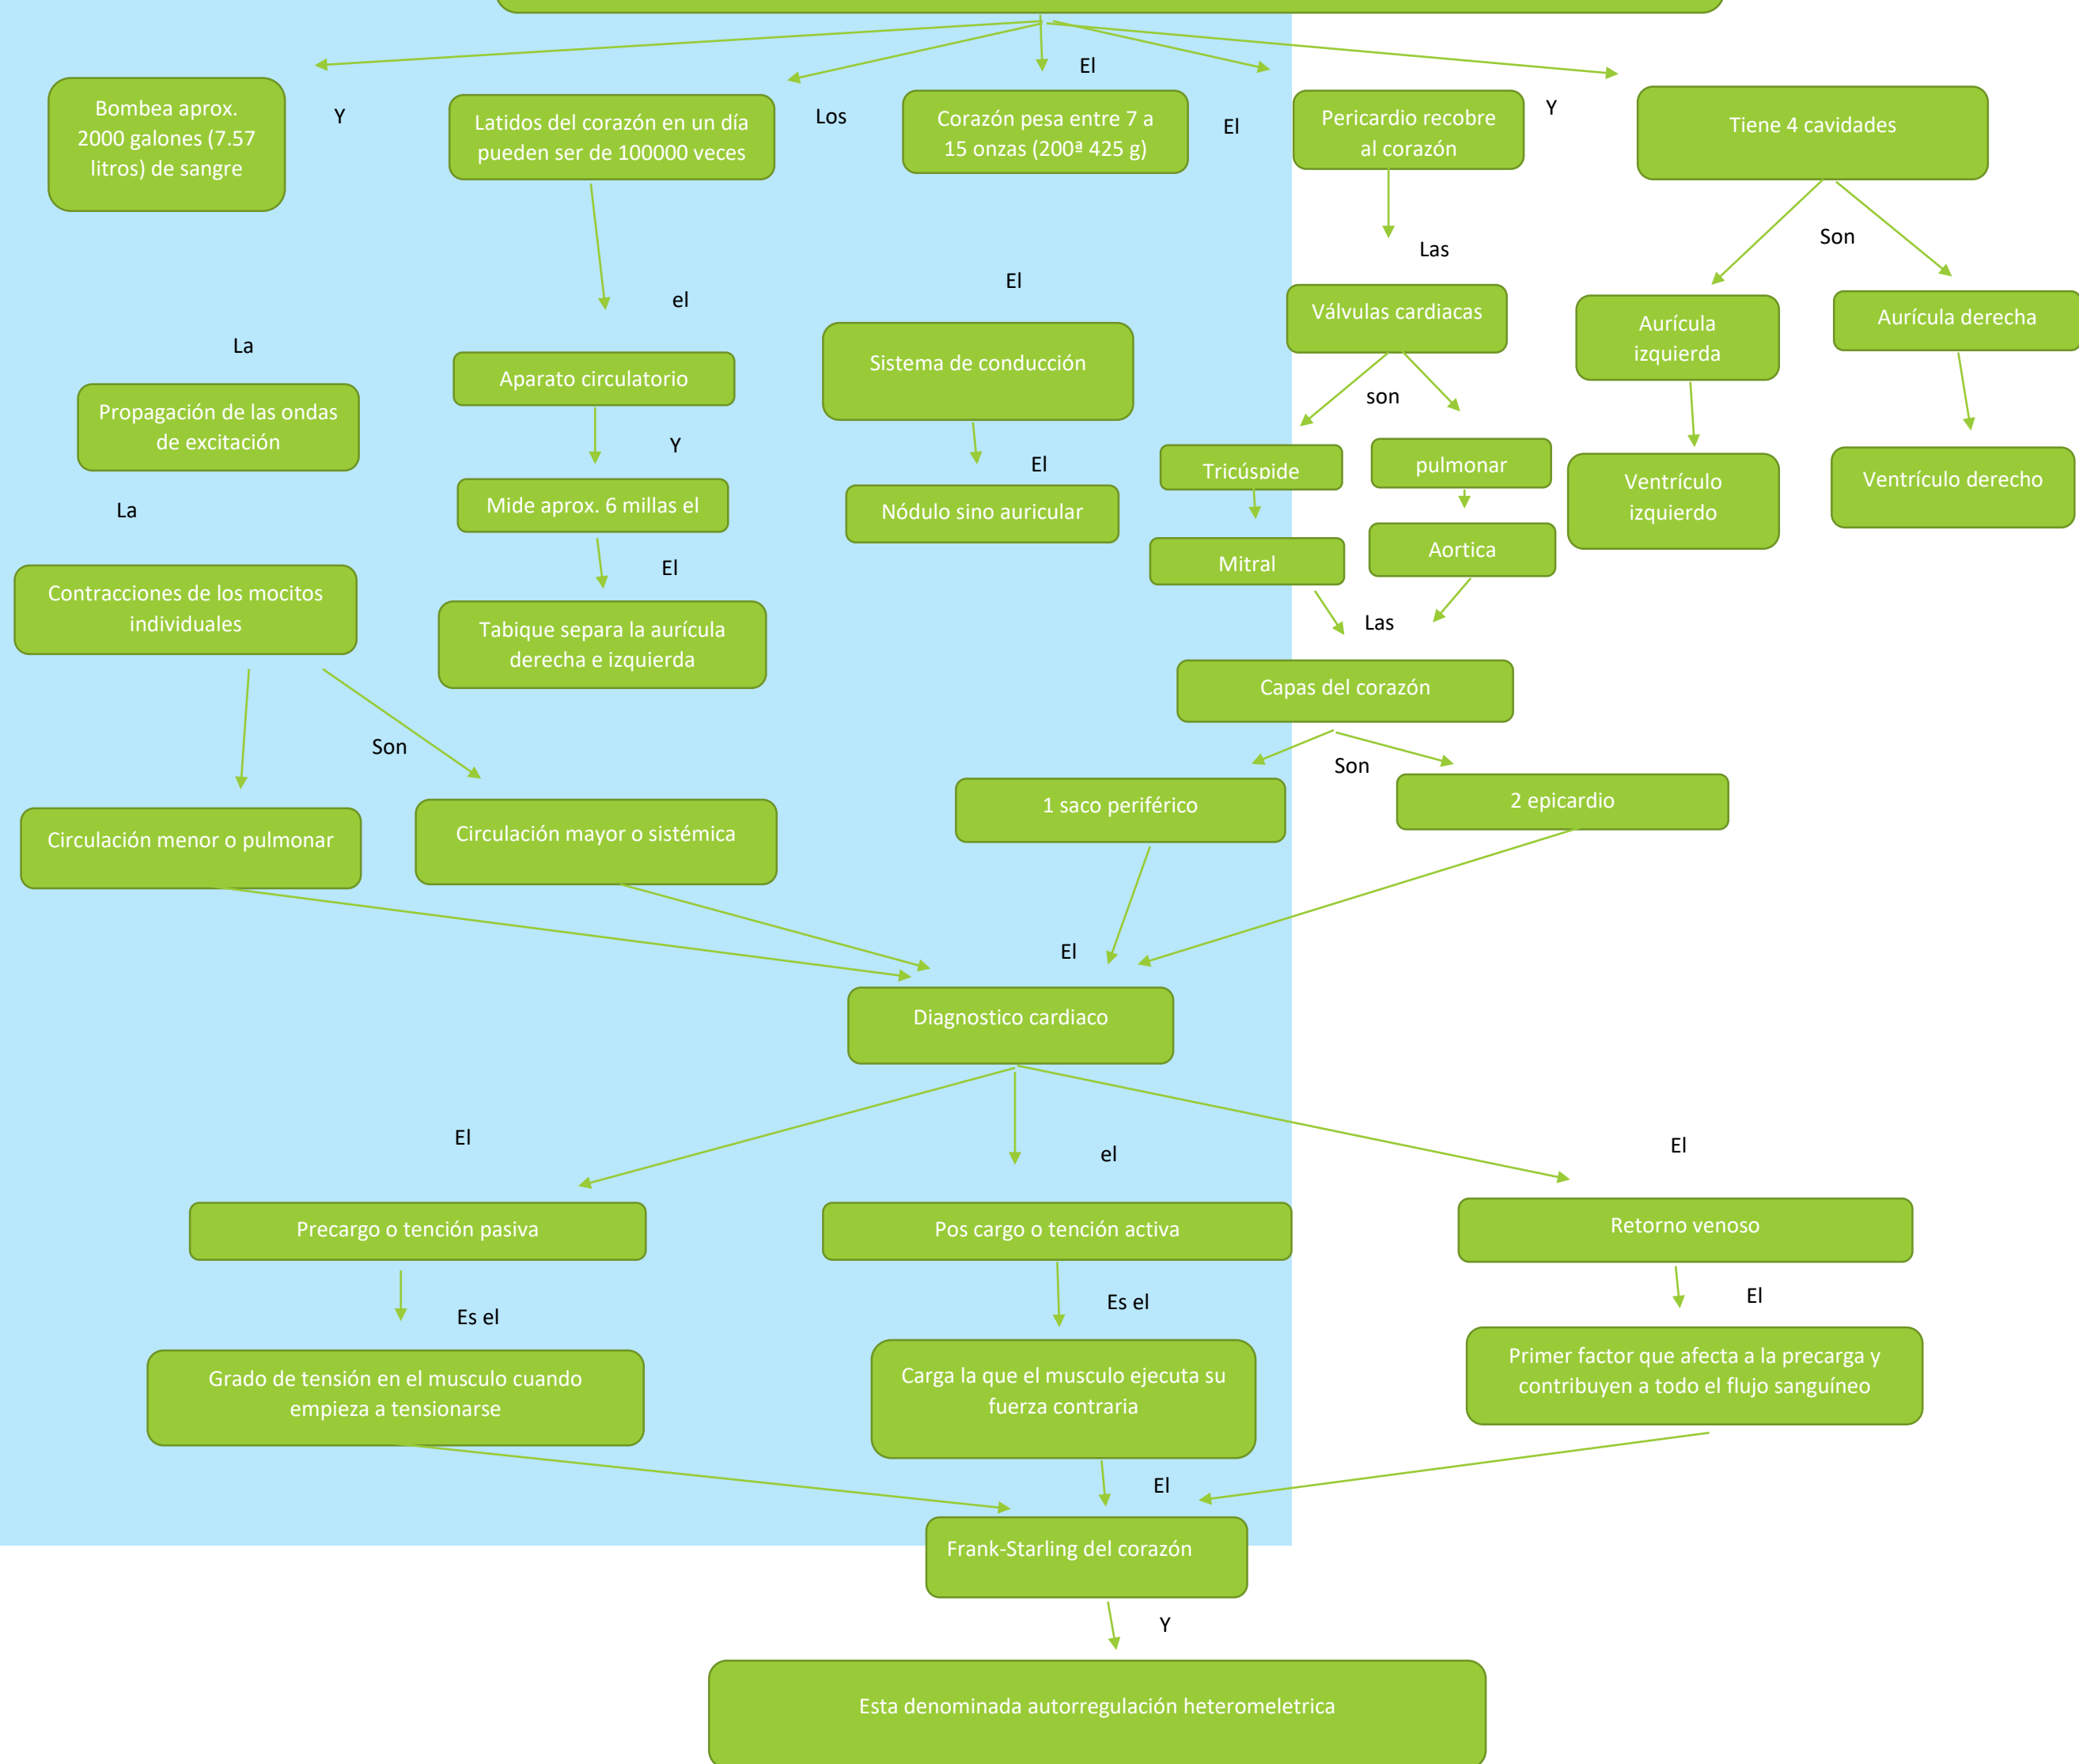 El
Bombea aprox.
2000 galones (7.57
litros) de sangre
Y
Latidos del corazón en un día
pueden ser de 100000 veces
Los
Corazón pesa entre 7 a
15 onzas (200ª 425 g)
El
Pericardio recobre
al corazón
Y
Tiene 4 cavidades
Son
Las
El
el
Válvulas cardiacas
Aurícula
izquierda
Aurícula derecha
La
Aparato circulatorio
Sistema de conducción
Propagación de las ondas
de excitación
son
Y
El
Tricúspide
pulmonar
Ventrículo
izquierdo
Ventrículo derecho
La
Mide aprox. 6 millas el
Nódulo sino auricular
Mitral
Aortica
El
Contracciones de los mocitos
individuales
Tabique separa la aurícula
derecha e izquierda
Las
Capas del corazón
Son
Son
1 saco periférico
2 epicardio
Circulación menor o pulmonar
Circulación mayor o sistémica
El
Diagnostico cardiaco
El
el
El
Precargo o tención pasiva
Pos cargo o tención activa
Retorno venoso
Es el
Es el
El
Grado de tensión en el musculo cuando
empieza a tensionarse
Carga la que el musculo ejecuta su
fuerza contraria
Primer factor que afecta a la precarga y
contribuyen a todo el flujo sanguíneo
El
Frank-Starling del corazón
Y
Esta denominada autorregulación heteromeletrica